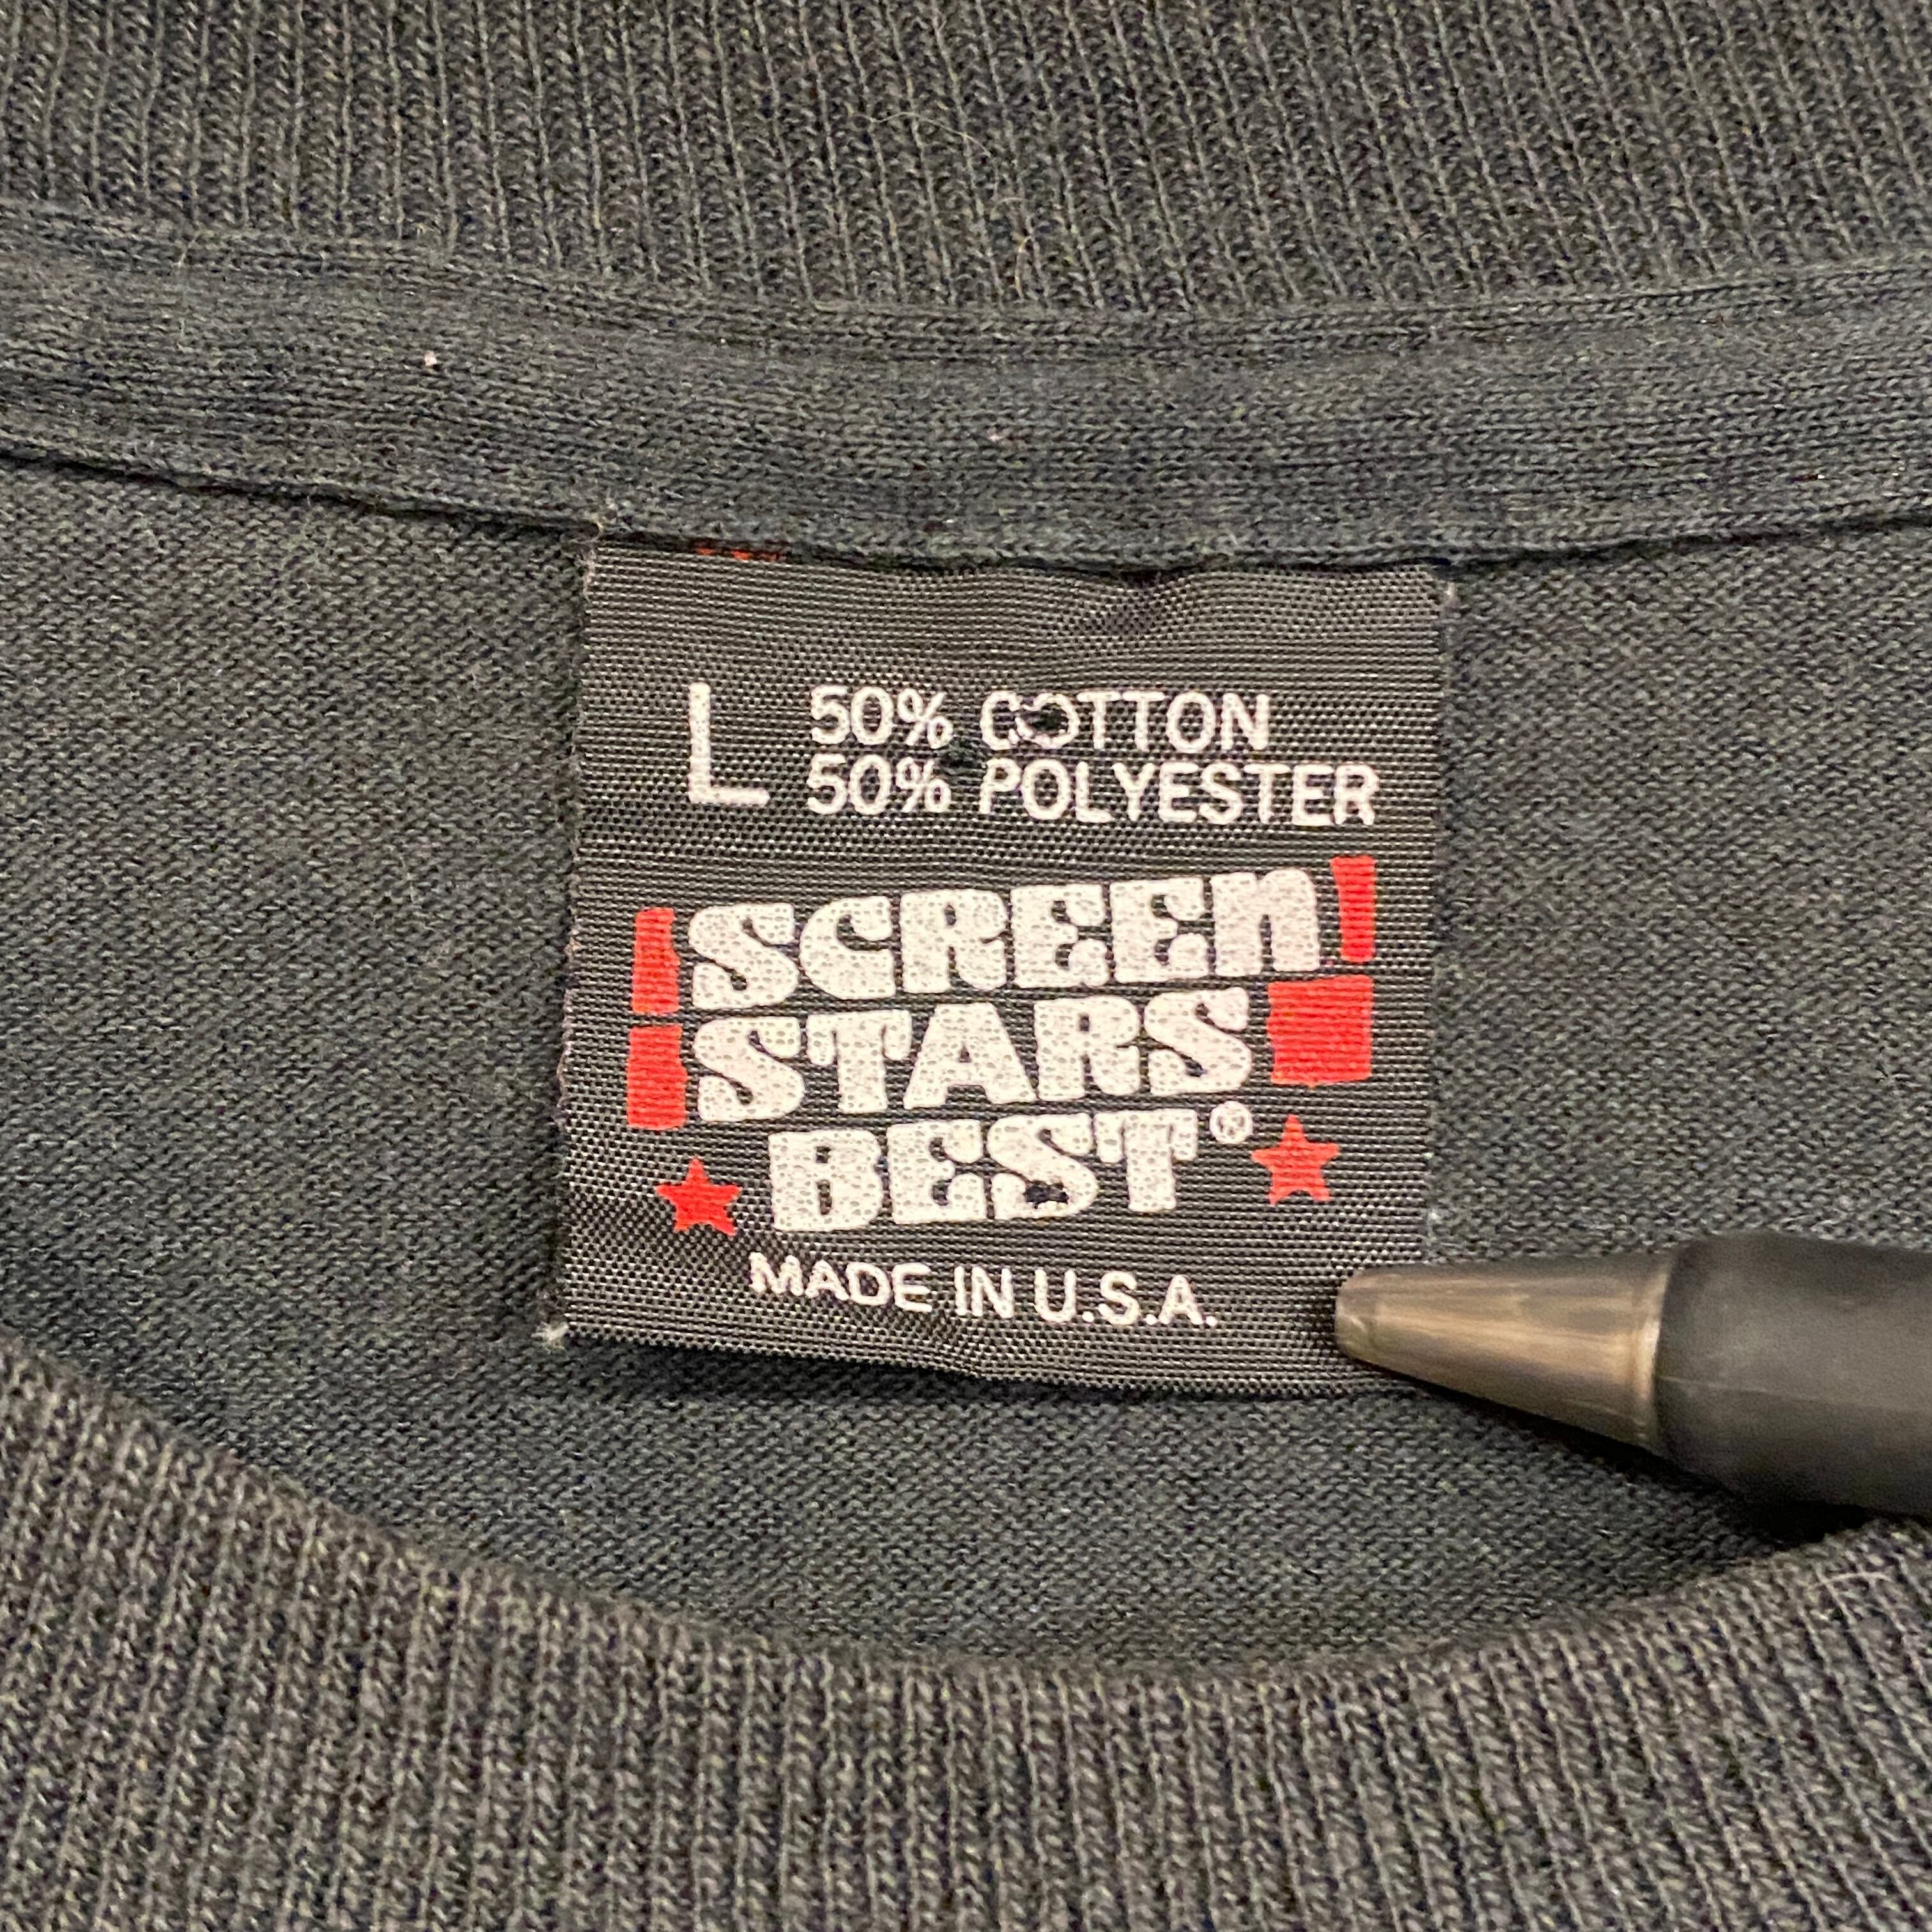 L 50% COTTON
50% POLYESTER
SCREEN
STARS
BEST®
MADE IN U.S.A.